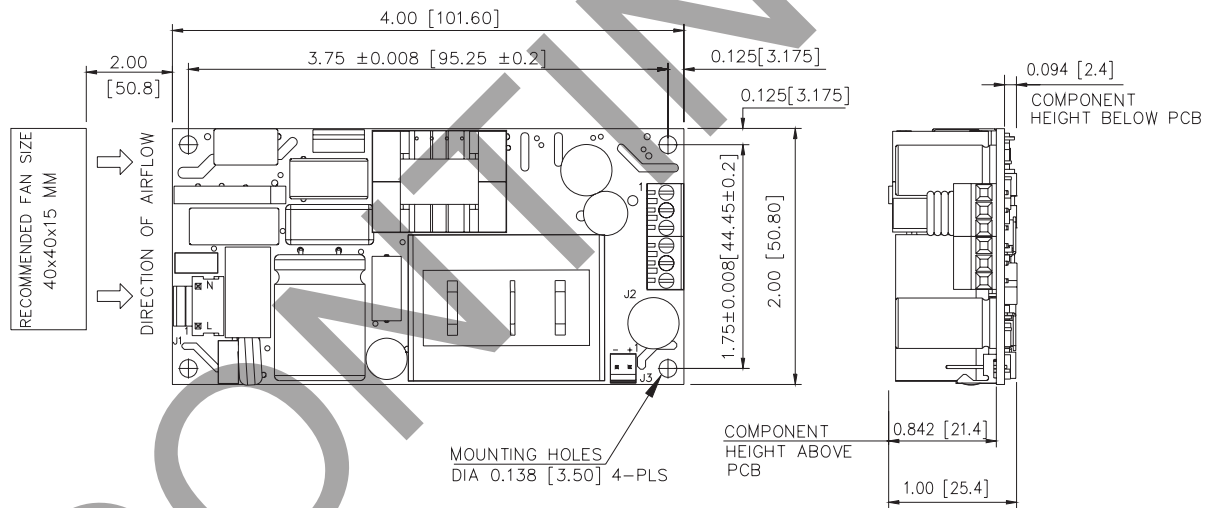 4.00 [101.60]
3.75 ±0.008 [95.25 ±0.2]
0.125[3.175]
2.00
[50.8]
0.125[3.175]
0.094 [2.4]
COMPONENT
HEIGHT BELOW PCB
RECOMMENDED FAN SIZE
40x40x15 MM
DIRECTION OF AIRFLOW
1
N
L
1
J1
J2
- +
1
J3
1.75±0.008[44.45±0.2]
2.00 [50.80]
MOUNTING HOLES
DIA 0.138 [3.50] 4-PLS
COMPONENT
HEIGHT ABOVE
PCB
0.842 [21.4]
1.00 [25.4]
ONTIN